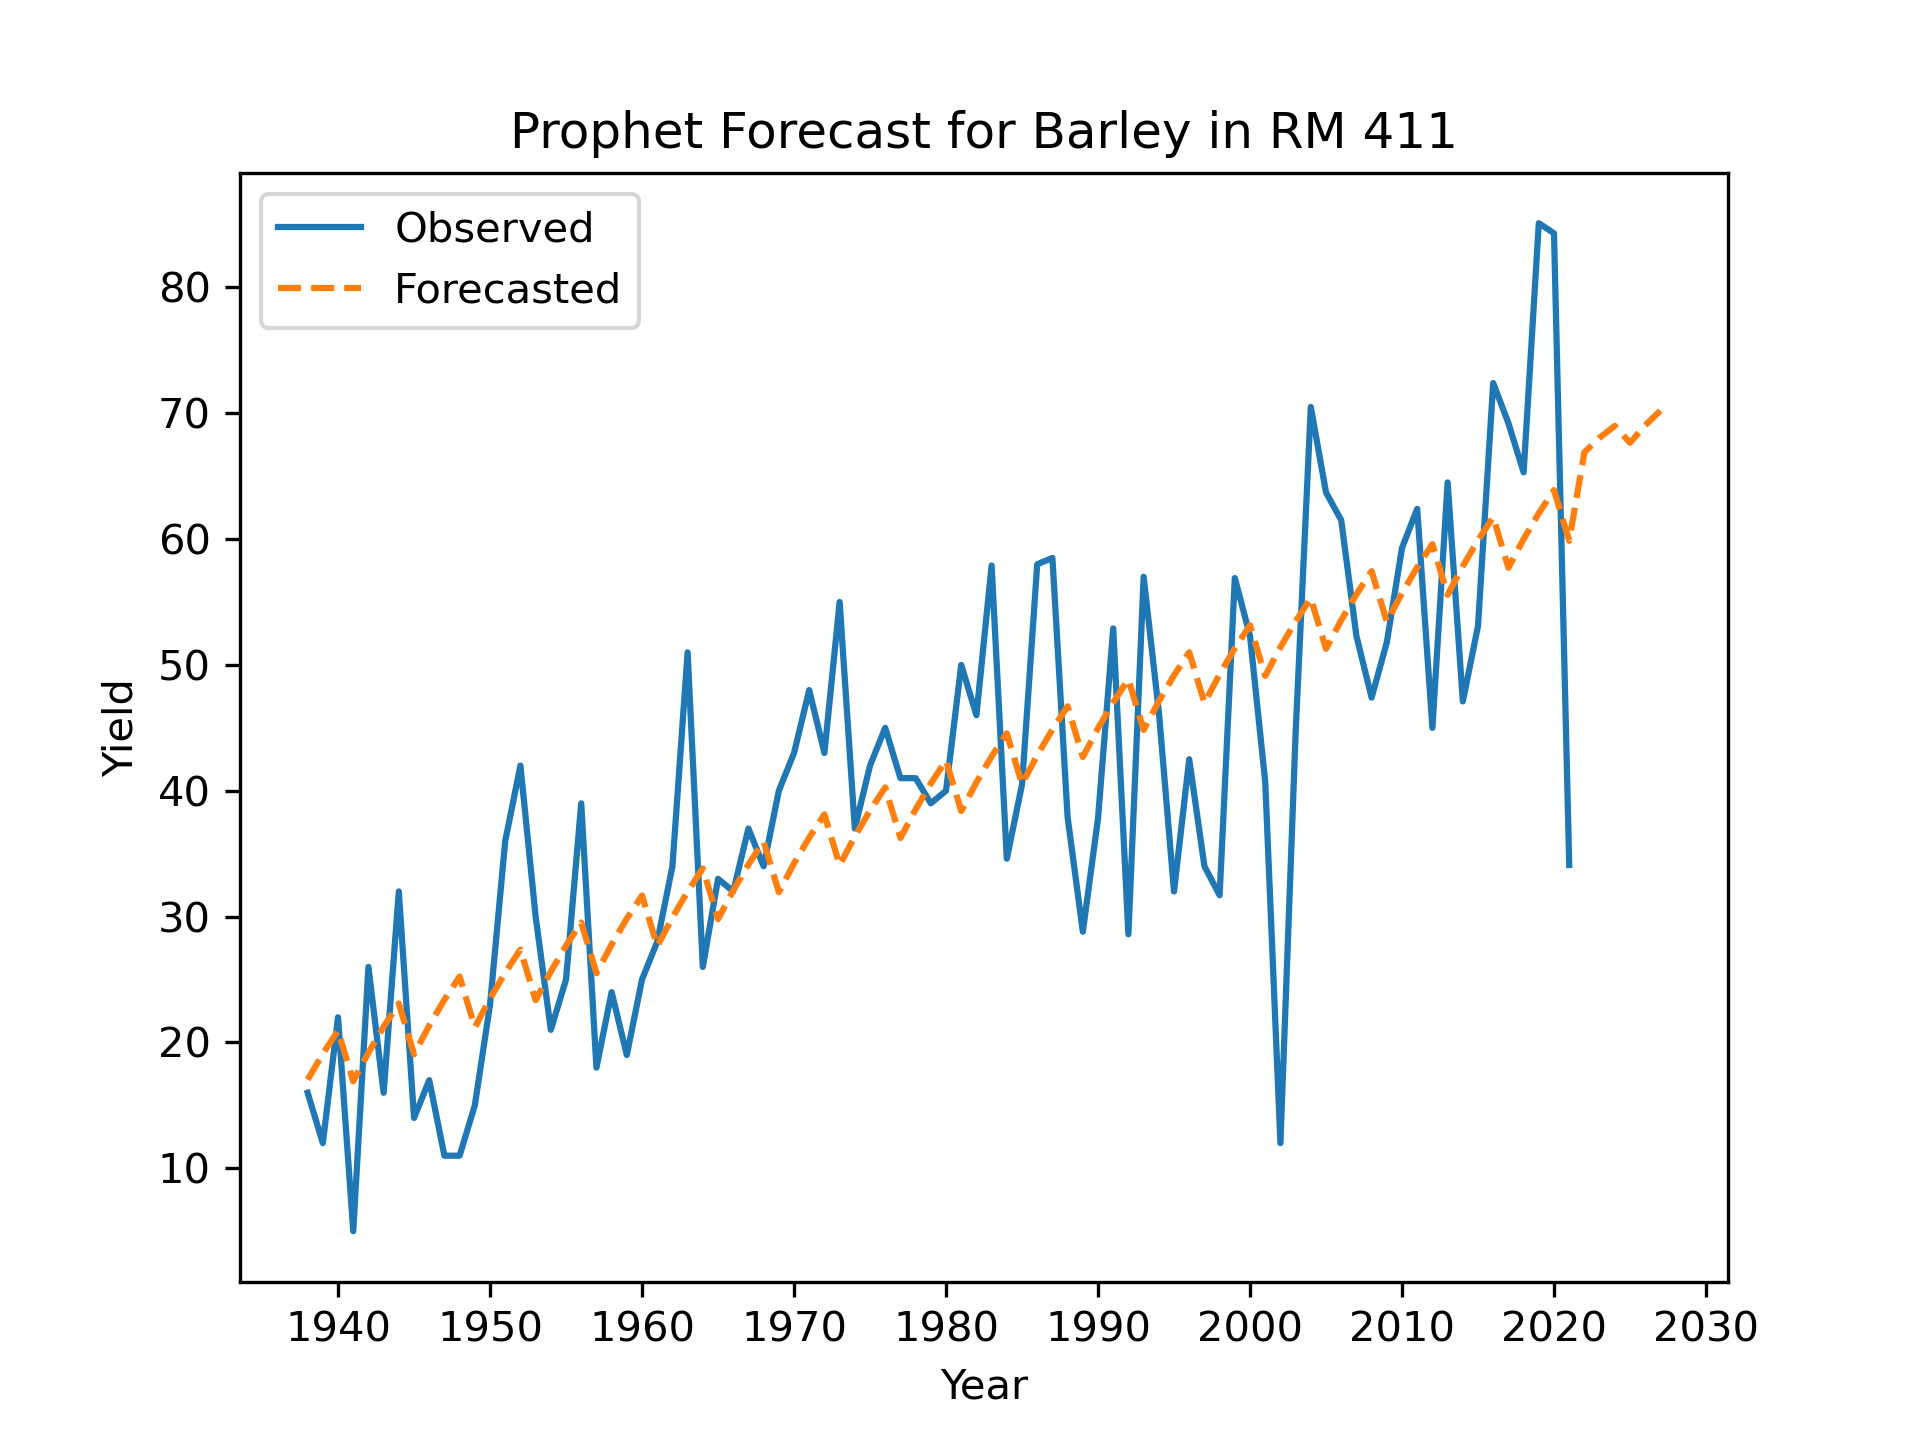 Prophet Forecast for Barley in RM 411
Observed
Forecasted
80
70
60
50
40
30
20
10
Yield
1940 1950 1960 1970 1980 1990 2000 2010 2020 2030
Year